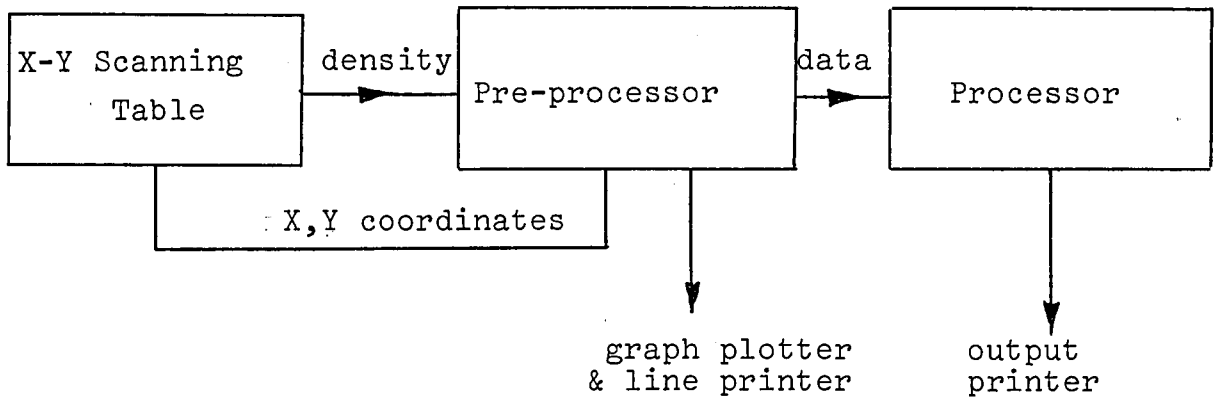 X-Y Scanning
Table
density
Pre-processor
data
Processor
X,Y coordinates
graph plotter
& line printer
output
printer